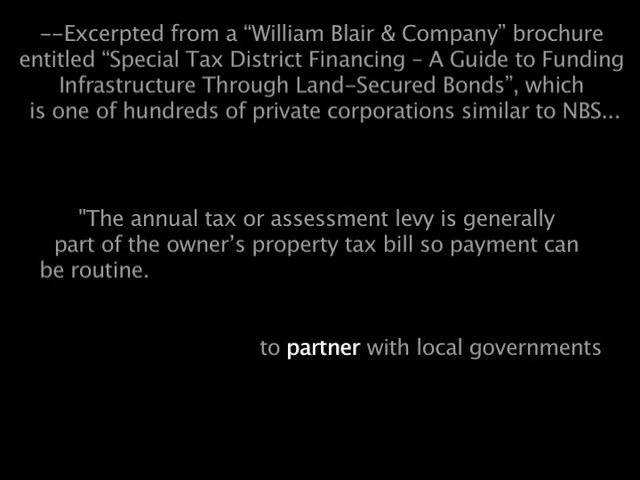 --Excerpted from a “William Blair & Company” brochure
entitled “Special Tax District Financing – A Guide to Funding
Infrastructure Through Land-Secured Bonds”, which
is one of hundreds of private corporations similar to NBS...
"The annual tax or assessment levy is generally
part of the owner’s property tax bill so payment can
be routine.
to partner with local governments